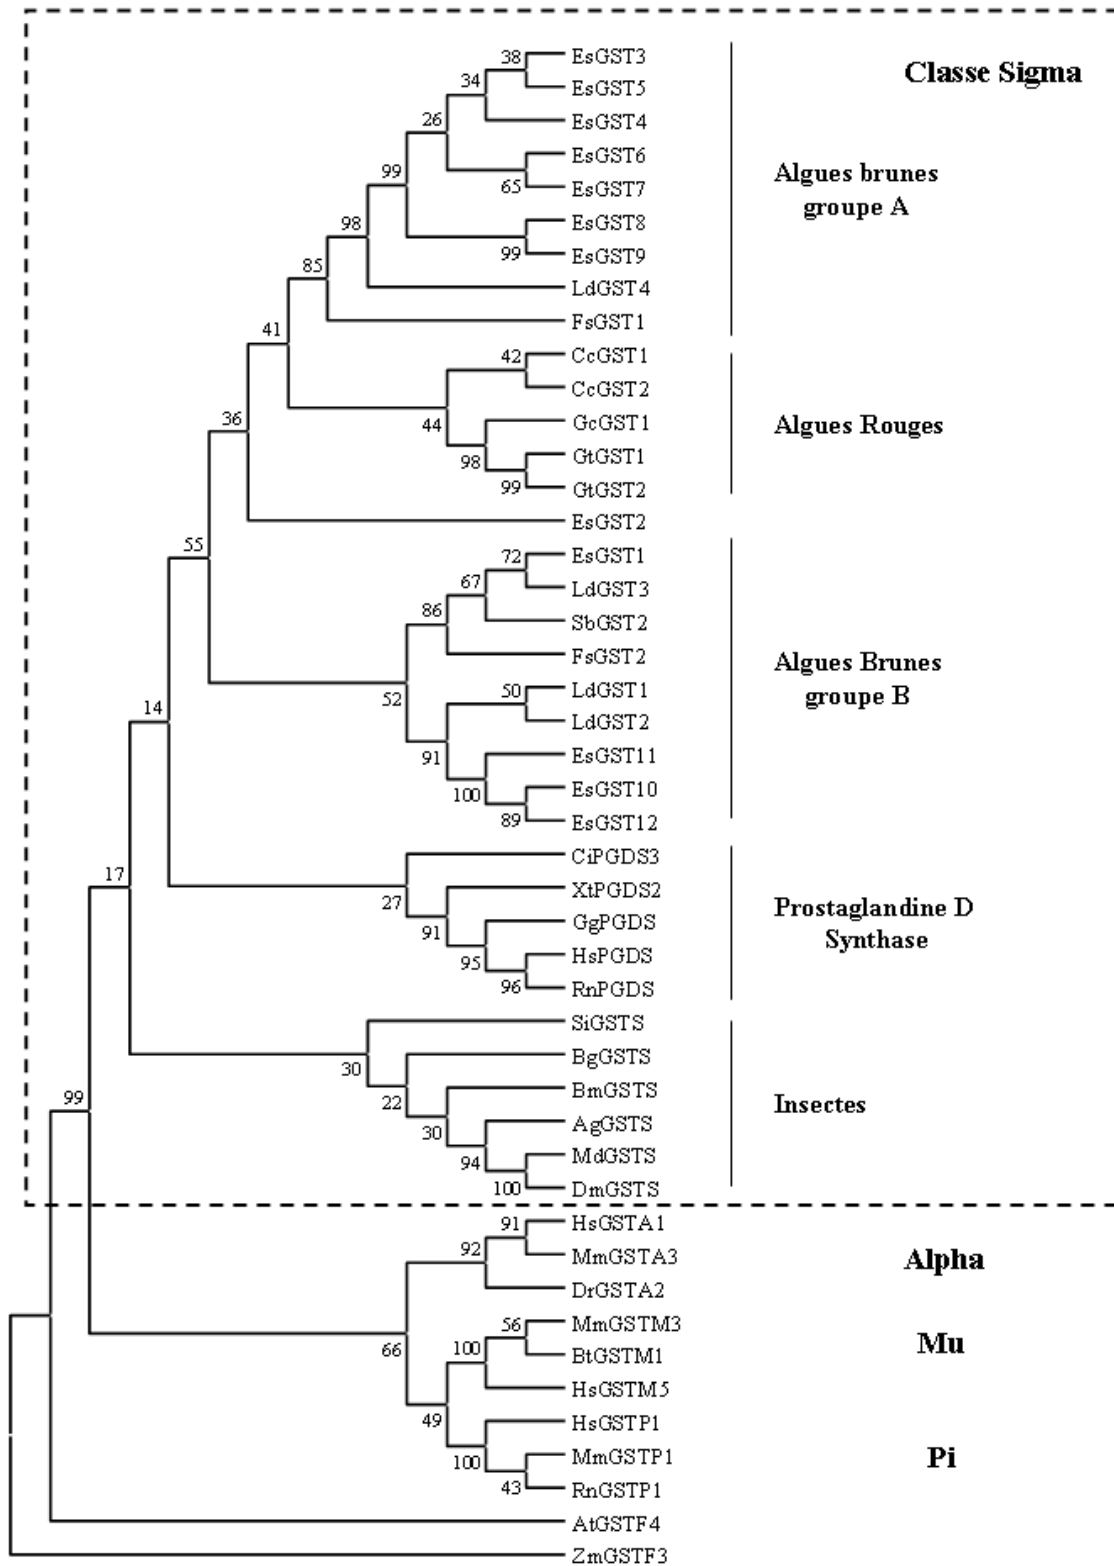 38
EsGST3
Classe Sigma
34
EsGST5
26
EsGST4
EsGST6
99
65
EsGST7
Algues brunes
groupe A
98
EsGST8
99
EsGST9
85
LdGST4
FsGST1
41
42
CcGST1
CcGST2
36
44
GcGST1
Algues Rouges
98
GtGST1
99
GtGST2
EsGST2
55
72
EsGST1
67
LdGST3
86
SbGST2
FsGST2
Algues Brunes
groupe B
52
50
LdGST1
14
LdGST2
91
EsGST11
100
EsGST10
89
EsGST12
17
CiPGDS3
27
XtPGDS2
91
GgPGDS
Prostaglandine D
Synthase
95
HsPGDS
96
RnPGDS
SiGSTS
30
BgGSTS
22
BmGSTS
99
30
AgGSTS
Insectes
94
MdGSTS
100
DmGSTS
91
HsGSTA1
92
MmGSTA3
Alpha
DrGSTA2
56
MmGSTM3
66
100
BtGSTM1
Mu
HsGSTM5
49
HsGSTP1
100
MmGSTP1
Pi
43
RnGSTP1
AtGSTF4
ZmGSTF3